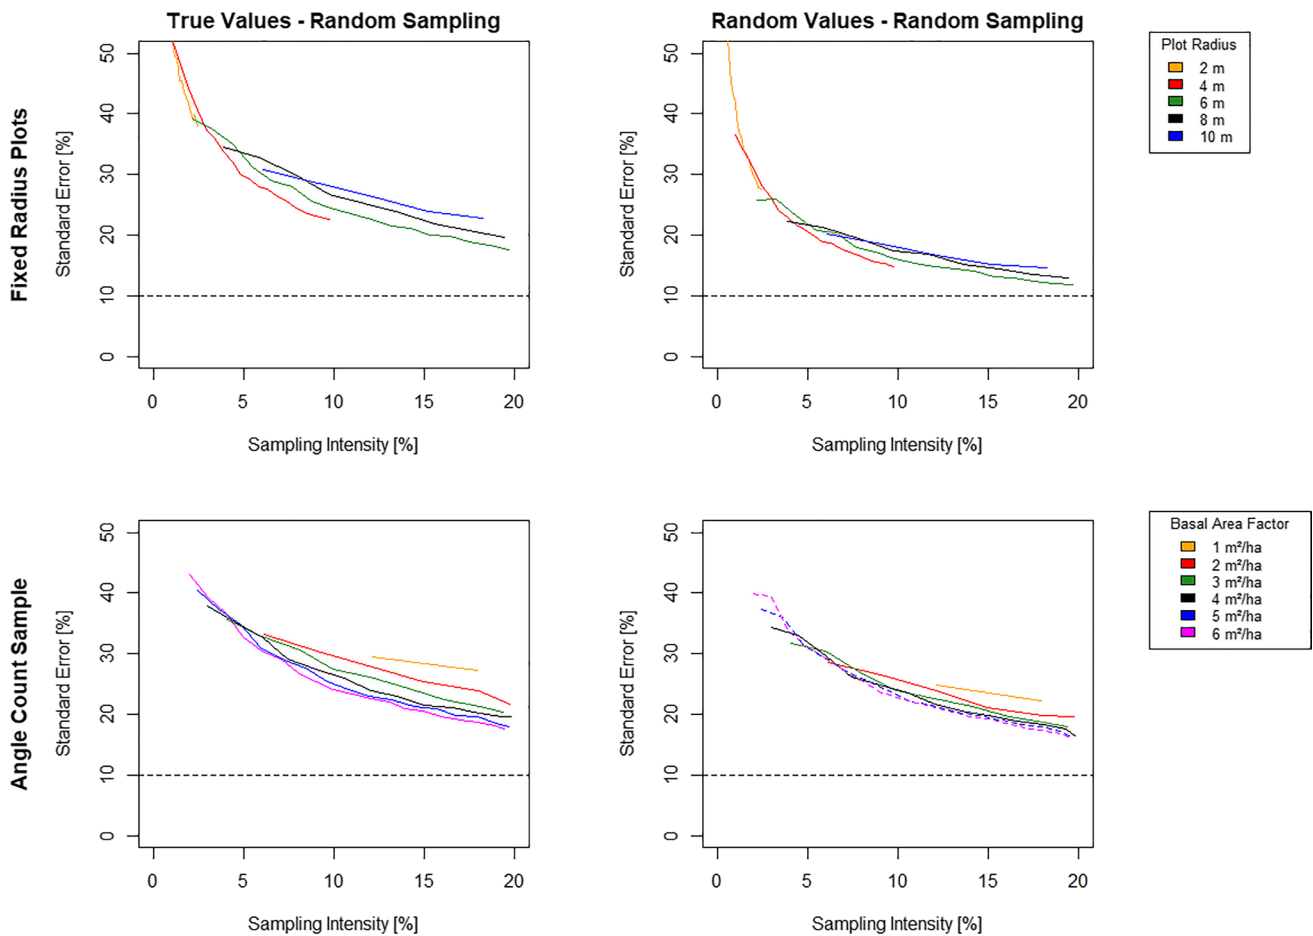 True Values - Random Sampling
Random Values - Random Sampling
Fixed Radius Plots
Standard Error [%]
50
40
30
20
10
0
0 5 10 15 20
Sampling Intensity [%]
Standard Error [%]
50
40
30
20
10
0
0 5 10 15 20
Sampling Intensity [%]
Plot Radius
2 m
4 m
6 m
8 m
10 m
Angle Count Sample
Standard Error [%]
50
40
30
20
10
0
0 5 10 15 20
Sampling Intensity [%]
Standard Error [%]
50
40
30
20
10
0
0 5 10 15 20
Sampling Intensity [%]
Basal Area Factor
1 m²/ha
2 m²/ha
3 m²/ha
4 m²/ha
5 m²/ha
6 m²/ha